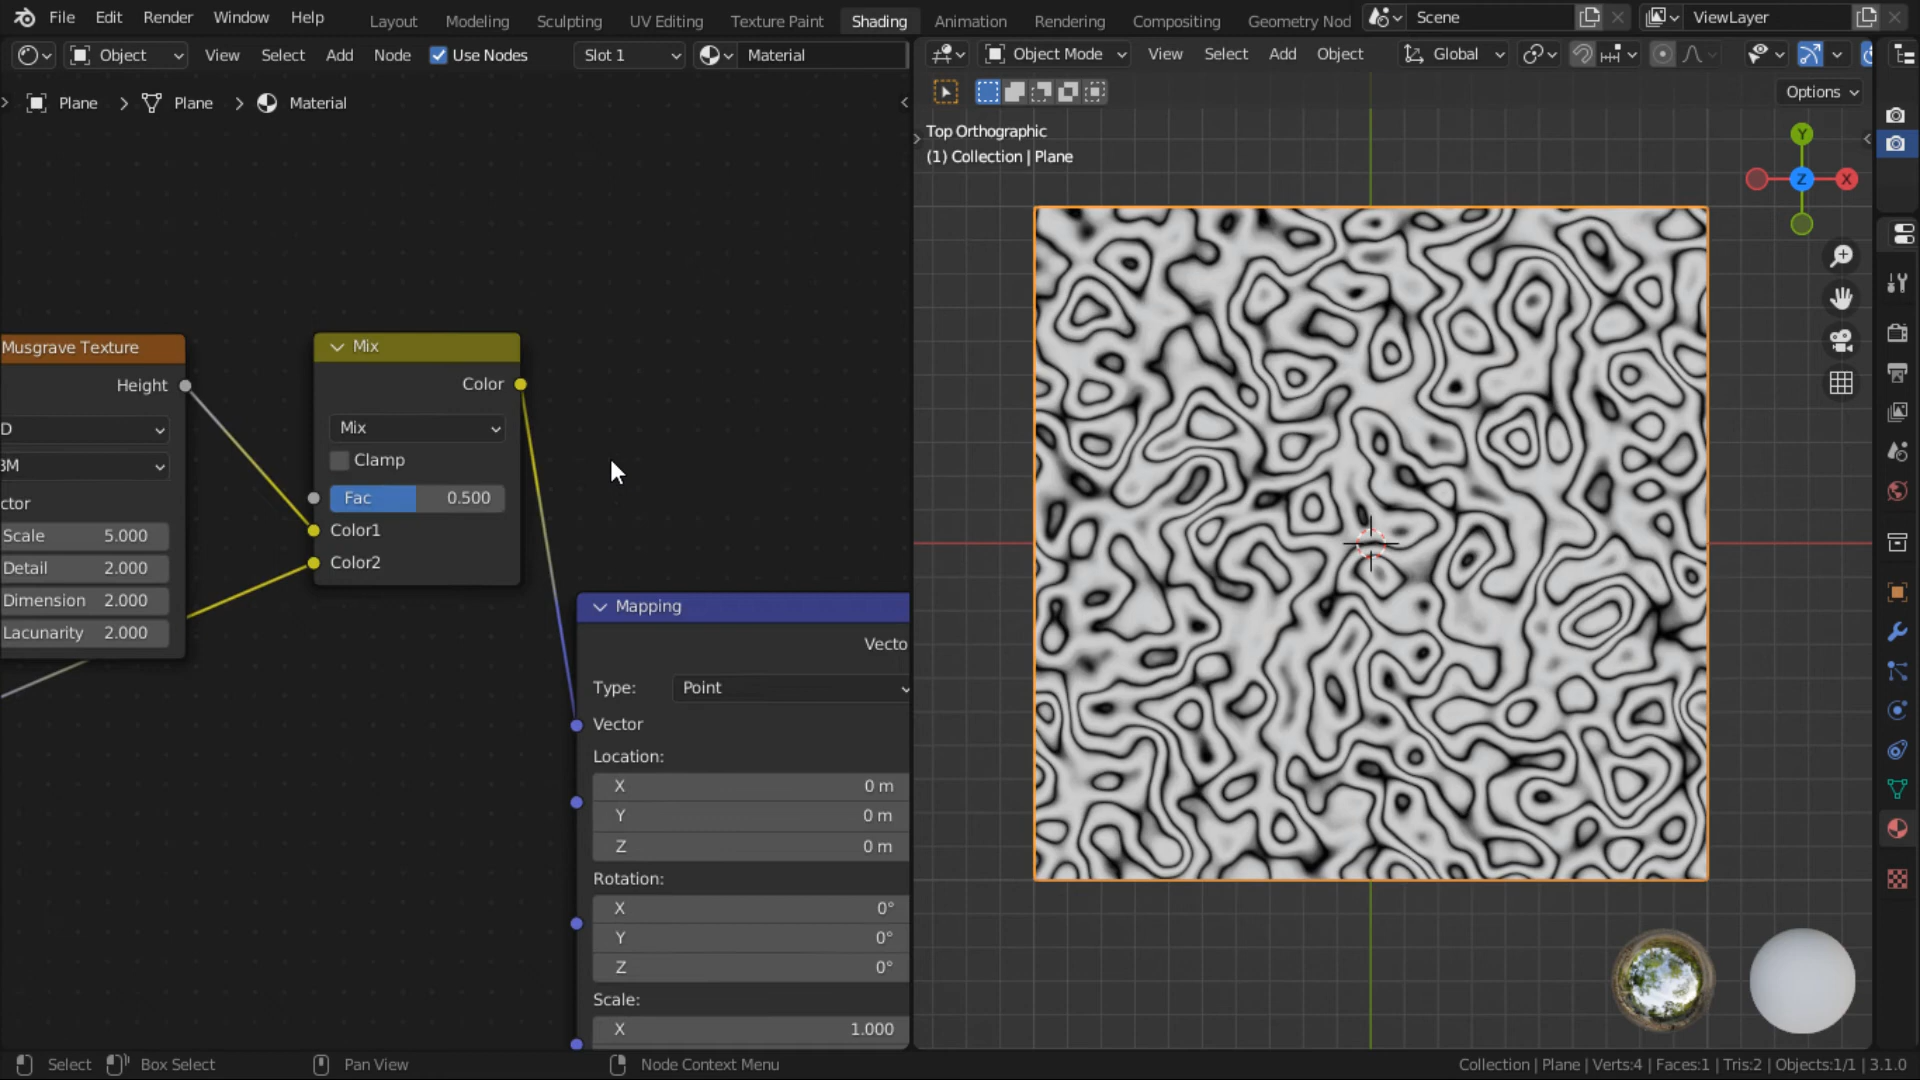 File Edit Render Window Help Layout Modeling Sculpting UV Editing Texture Paint Shading Animation Rendering Compositing Geometry Nod Scene ViewLayer
Object View Select Add Node Use Nodes Slot 1 Material
Object Mode View Select Add Object Global
Options
Plane Plane Material
Top Orthographic
(1) Collection | Plane
Y
Z
X
Musgrave Texture
Height
D
BM
ctor
Scale 5.000
Detail 2.000
Dimension 2.000
Lacunarity 2.000
Mix
Color
Mix
Clamp
Fac 0.500
Color1
Color2
Mapping
Vecto
Type: Point
Vector
Location:
X 0 m
Y 0 m
Z 0 m
Rotation:
X 0°
Y 0°
Z 0°
Scale:
X 1.000
Select Box Select Pan View Node Context Menu Collection | Plane | Verts:4 | Faces:1 | Tris:2 | Objects:1/1 | 3.1.0